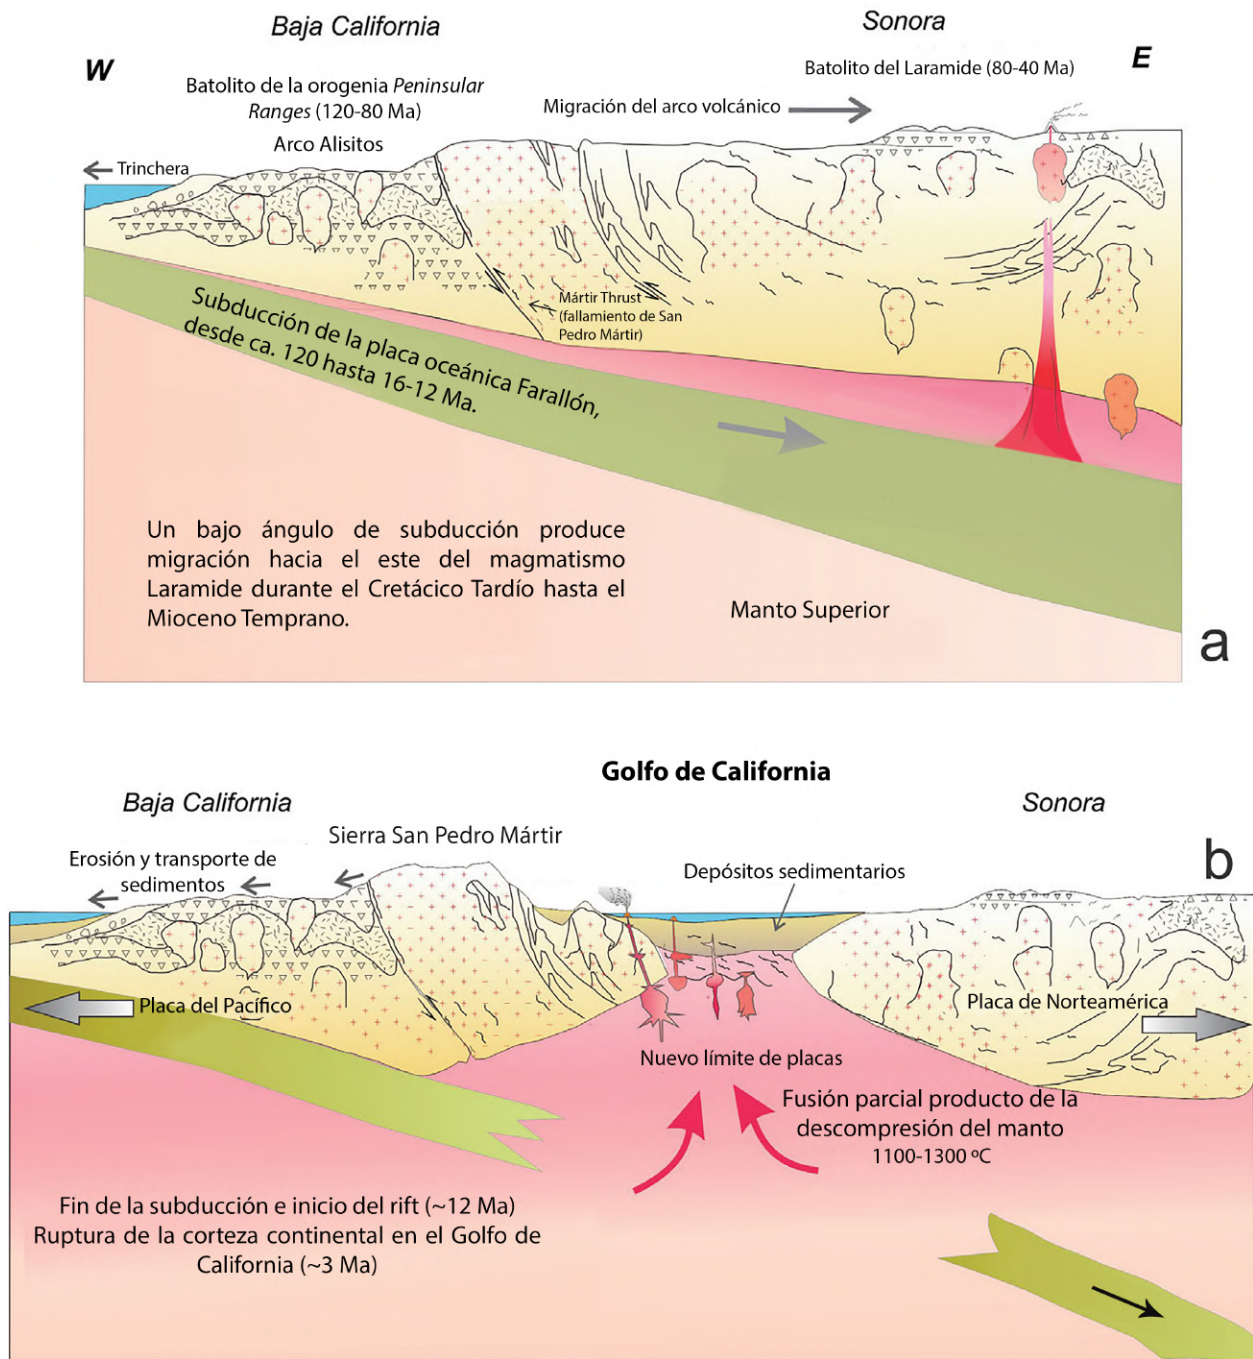 Baja California
Sonora
W
E
Batolito de la orogenia Peninsular
Ranges (120-80 Ma)
Arco Alisitos
Batolito del Laramide (80-40 Ma)
Migración del arco volcánico
Trinchera
Mártir Thrust
(fallamiento de San
Pedro Mártir)
Subducción de la placa oceánica Farallón,
desde ca. 120 hasta 16-12 Ma.
Un bajo ángulo de subducción produce
migración hacia el este del magmatismo
Laramide durante el Cretácico Tardío hasta el
Mioceno Temprano.
Manto Superior
a
Golfo de California
Baja California
Sonora
Sierra San Pedro Mártir
b
Erosión y transporte de
sedimentos
Depósitos sedimentarios
Placa del Pacífico
Placa de Norteamérica
Nuevo límite de placas
Fusión parcial producto de la
descompresión del manto
1100-1300 ºC
Fin de la subducción e inicio del rift (~12 Ma)
Ruptura de la corteza continental en el Golfo de
California (~3 Ma)